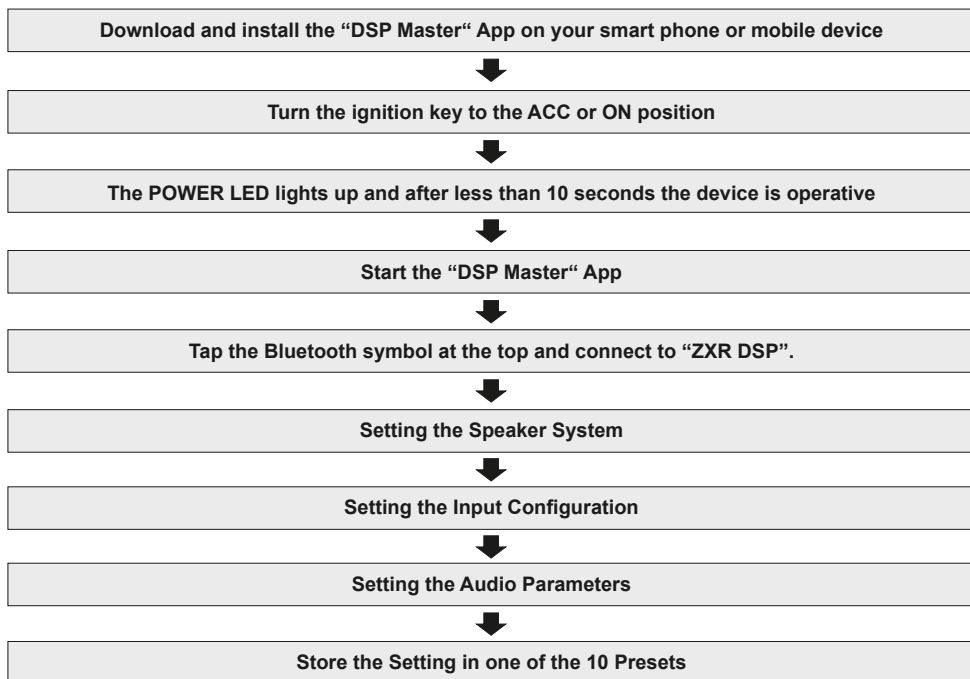 Download and install the “DSP Master“ App on your smart phone or mobile device
Turn the ignition key to the ACC or ON position
The POWER LED lights up and after less than 10 seconds the device is operative
Start the “DSP Master“ App
Tap the Bluetooth symbol at the top and connect to “ZXR DSP”.
Setting the Speaker System
Setting the Input Configuration
Setting the Audio Parameters
Store the Setting in one of the 10 Presets